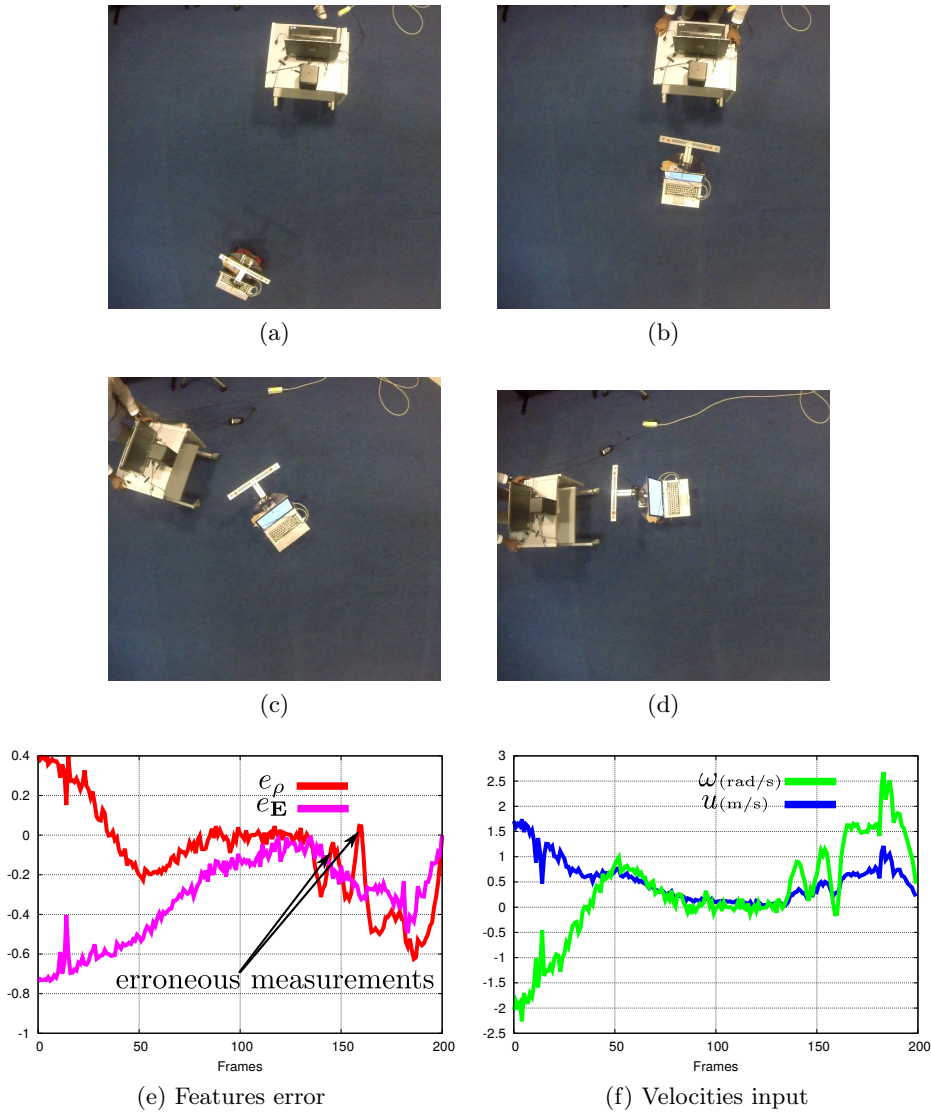 (a)
(b)
(c)
(d)
0.4
0.2
0
-0.2
-0.4
-0.6
-0.8
-1
0
50
100
150
200
Frames
eρ
eE
erroneous measurements
(e) Features error
3
2.5
2
1.5
1
0.5
0
-0.5
-1
-1.5
-2
-2.5
0
50
100
150
200
Frames
ω(rad/s)
u(m/s)
(f) Velocities input